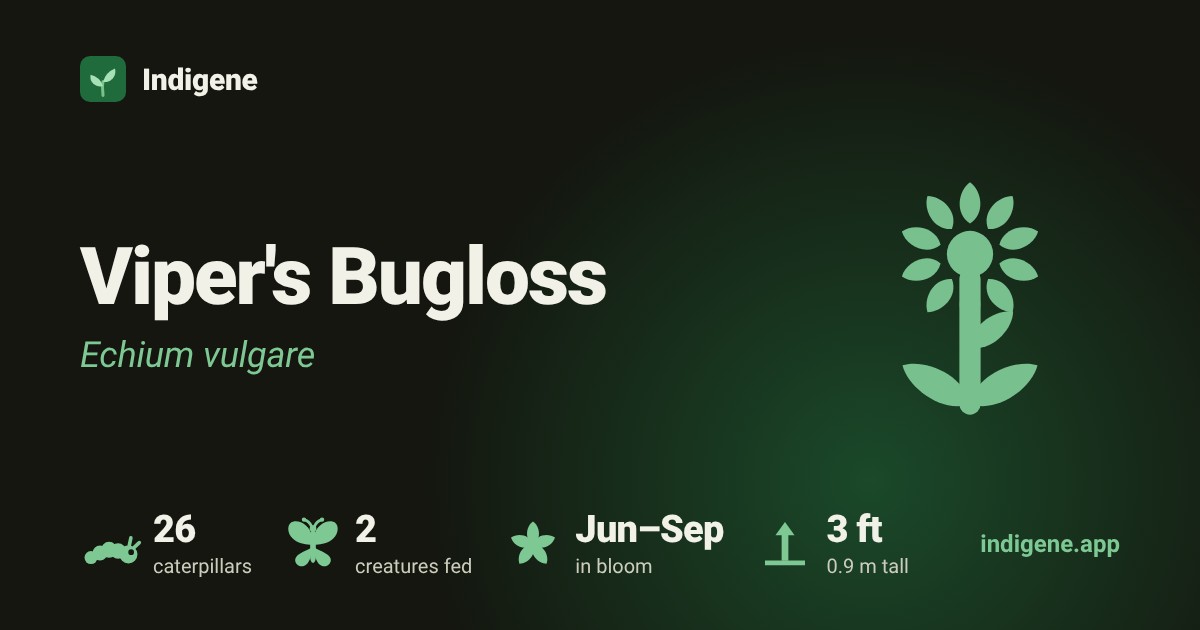 Indigene
Viper's Bugloss
Echium vulgare
26
caterpillars
2
creatures fed
Jun–Sep
in bloom
3 ft
0.9 m tall
indigene.app